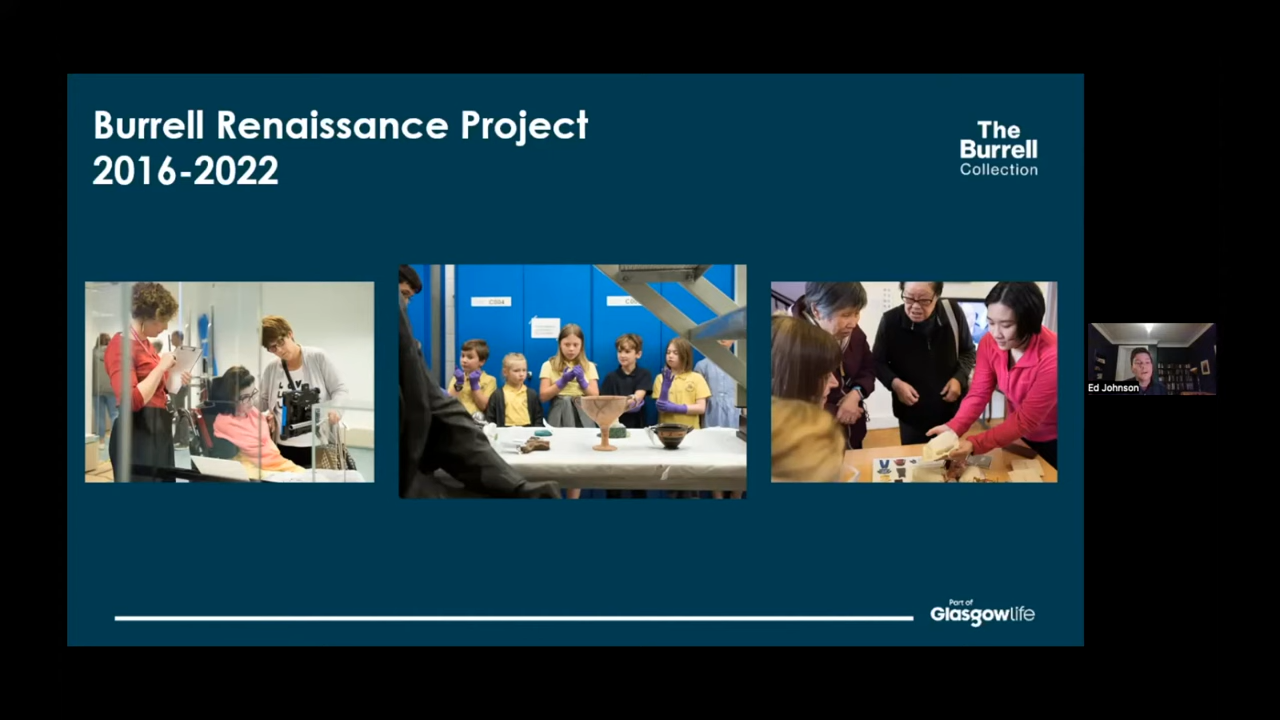 Burrell Renaissance Project
2016-2022
The
Burrell
Collection
Part of
Glasgowlife
Ed Johnson